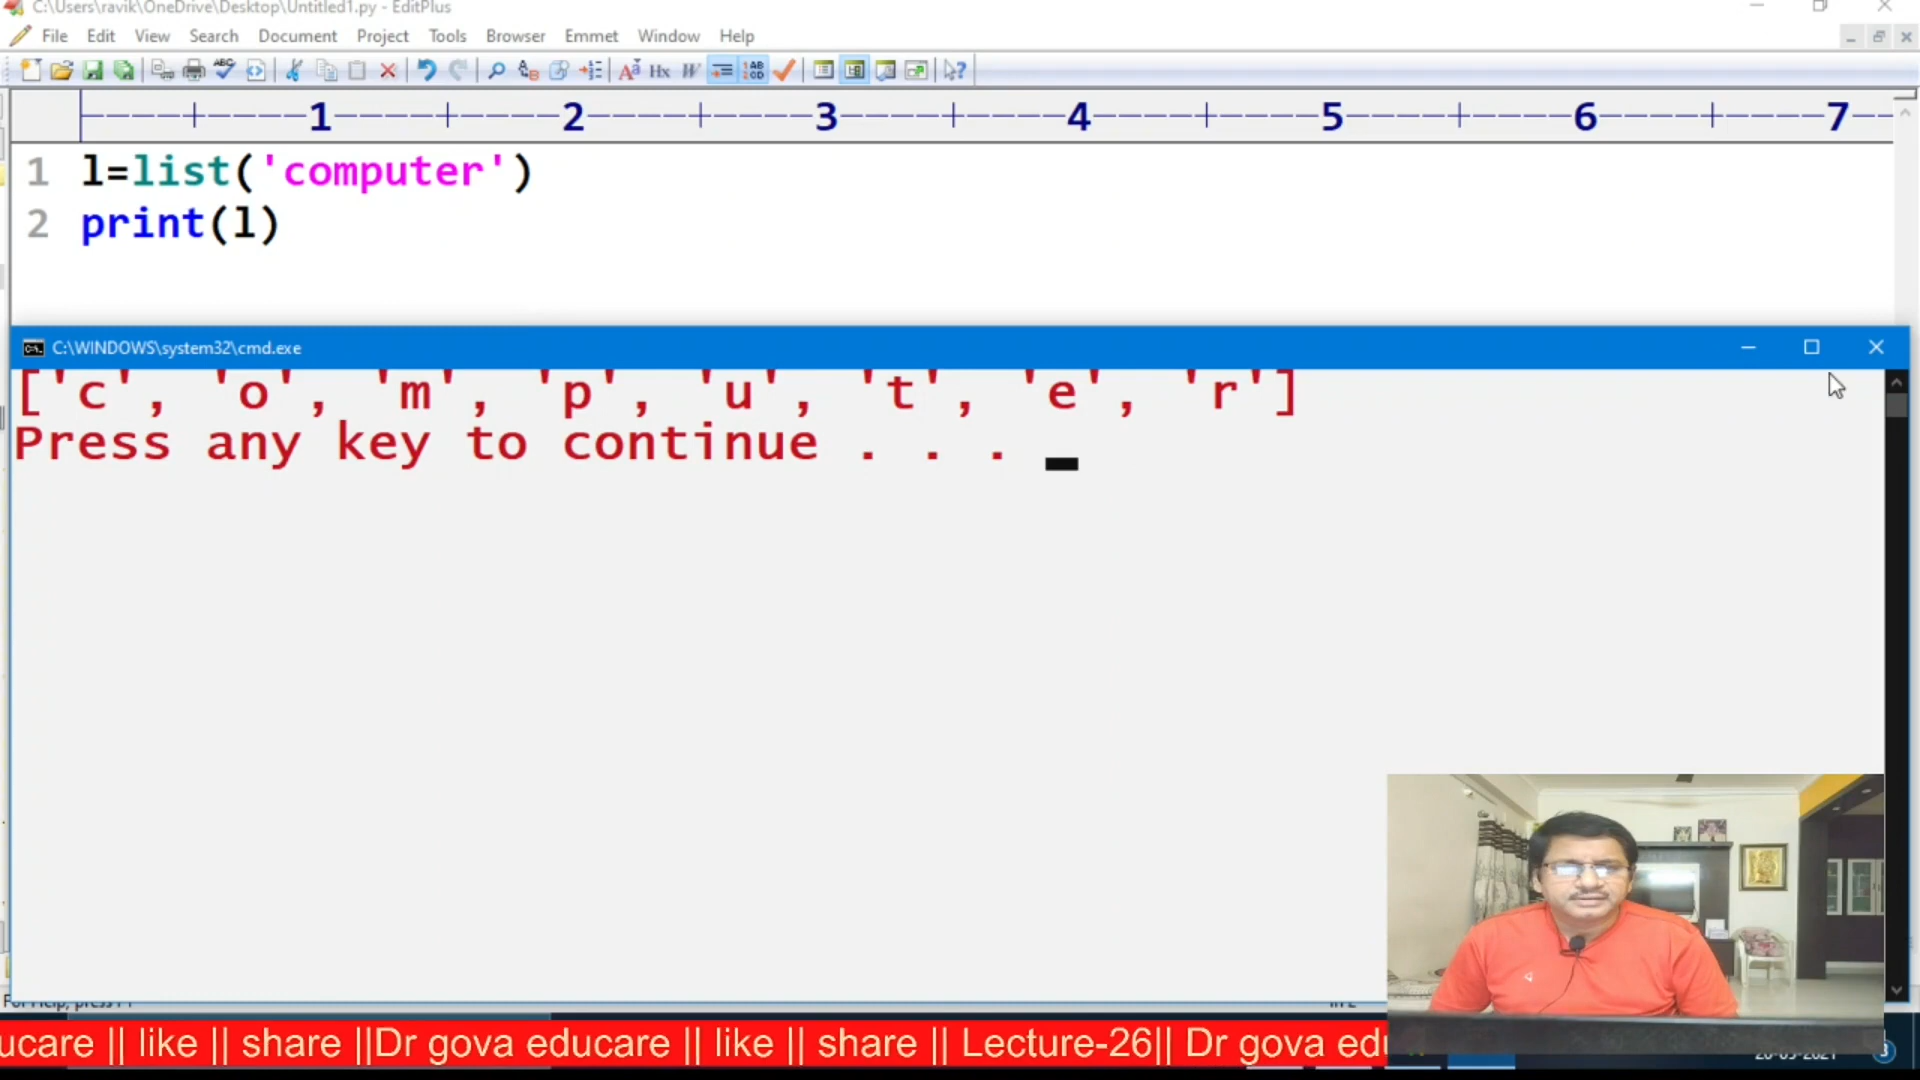 C:\Users\ravik\OneDrive\Desktop\Untitled1.py - EditPlus
File Edit View Search Document Project Tools Browser Emmet Window Help
1 2 3 4 5 6 7
1 l=list('computer')
2 print(l)
C:\WINDOWS\system32\cmd.exe
['c', 'o', 'm', 'p', 'u', 't', 'e', 'r']
Press any key to continue . . .
ucare || like || share ||Dr gova educare || like || share || Lecture-26|| Dr gova edu